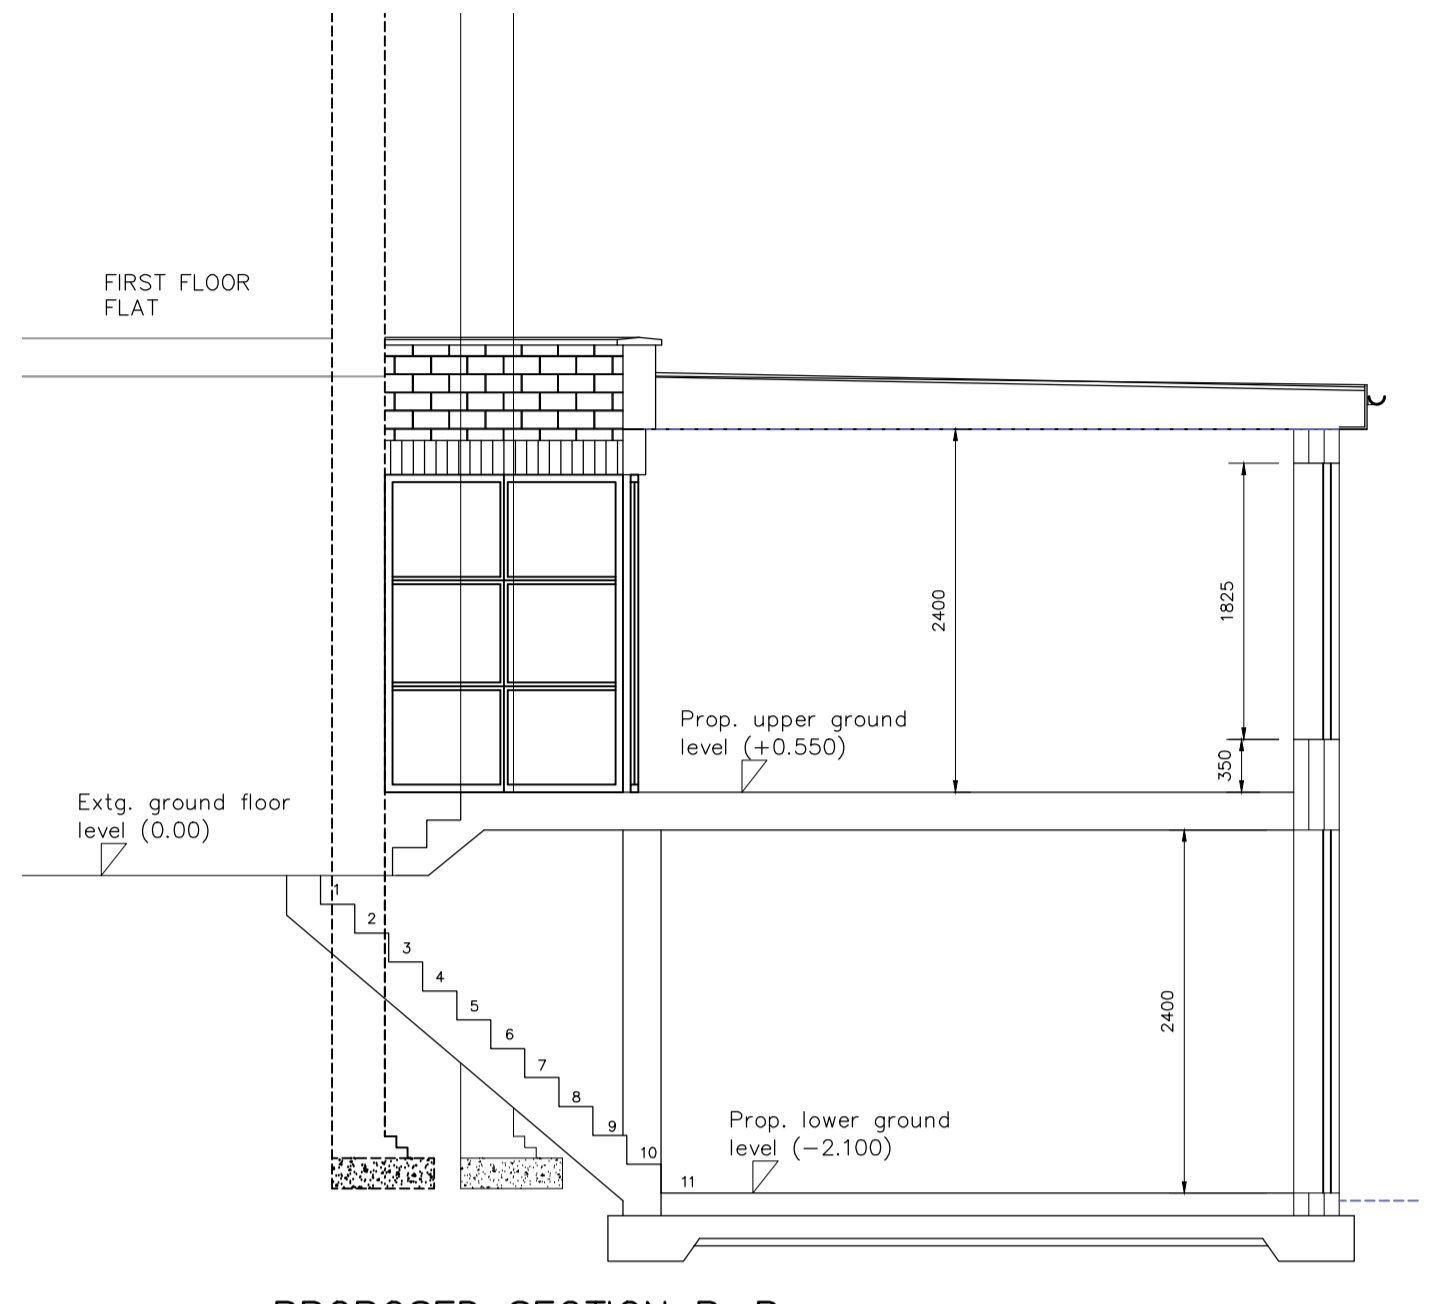 FIRST FLOOR
FLAT
2400
1825
Prop. upper ground
level (+0.550)
350
Extg. ground floor
level (0.00)
1
2
3
4
5
6
7
8
9
10
11
2400
Prop. lower ground
level (−2.100)